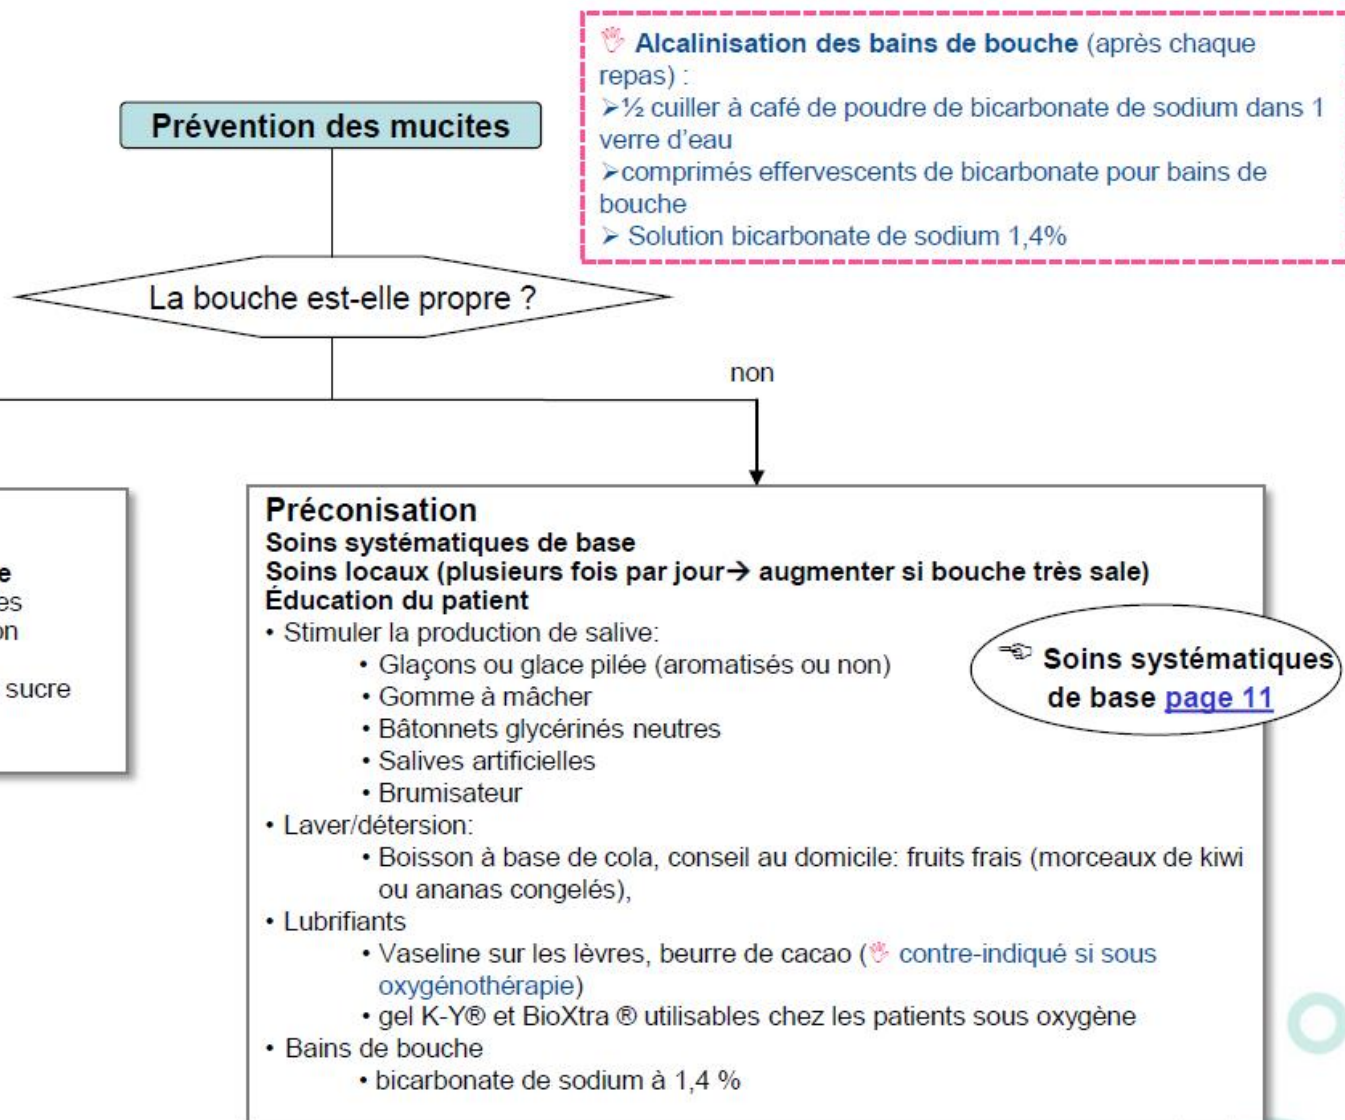 Alcalinisation des bains de bouche (après chaque
repas) :
➢½ cuiller à café de poudre de bicarbonate de sodium dans 1
verre d'eau
➢comprimés effervescents de bicarbonate pour bains de
bouche
➢ Solution bicarbonate de sodium 1,4%
Prévention des mucites
La bouche est-elle propre ?
non
e
es
on
sucre
Préconisation
Soins systématiques de base
Soins locaux (plusieurs fois par jour→ augmenter si bouche très sale)
Éducation du patient
• Stimuler la production de salive:
• Glaçons ou glace pilée (aromatisés ou non)
• Gomme à mâcher
• Bâtonnets glycérinés neutres
• Salives artificielles
• Brumisateur
• Laver/détersion:
• Boisson à base de cola, conseil au domicile: fruits frais (morceaux de kiwi
ou ananas congelés),
• Lubrifiants
• Vaseline sur les lèvres, beurre de cacao ( contre-indiqué si sous
oxygénothérapie)
• gel K-Y® et BioXtra ® utilisables chez les patients sous oxygène
• Bains de bouche
• bicarbonate de sodium à 1,4 %
Soins systématiques
de base page 11